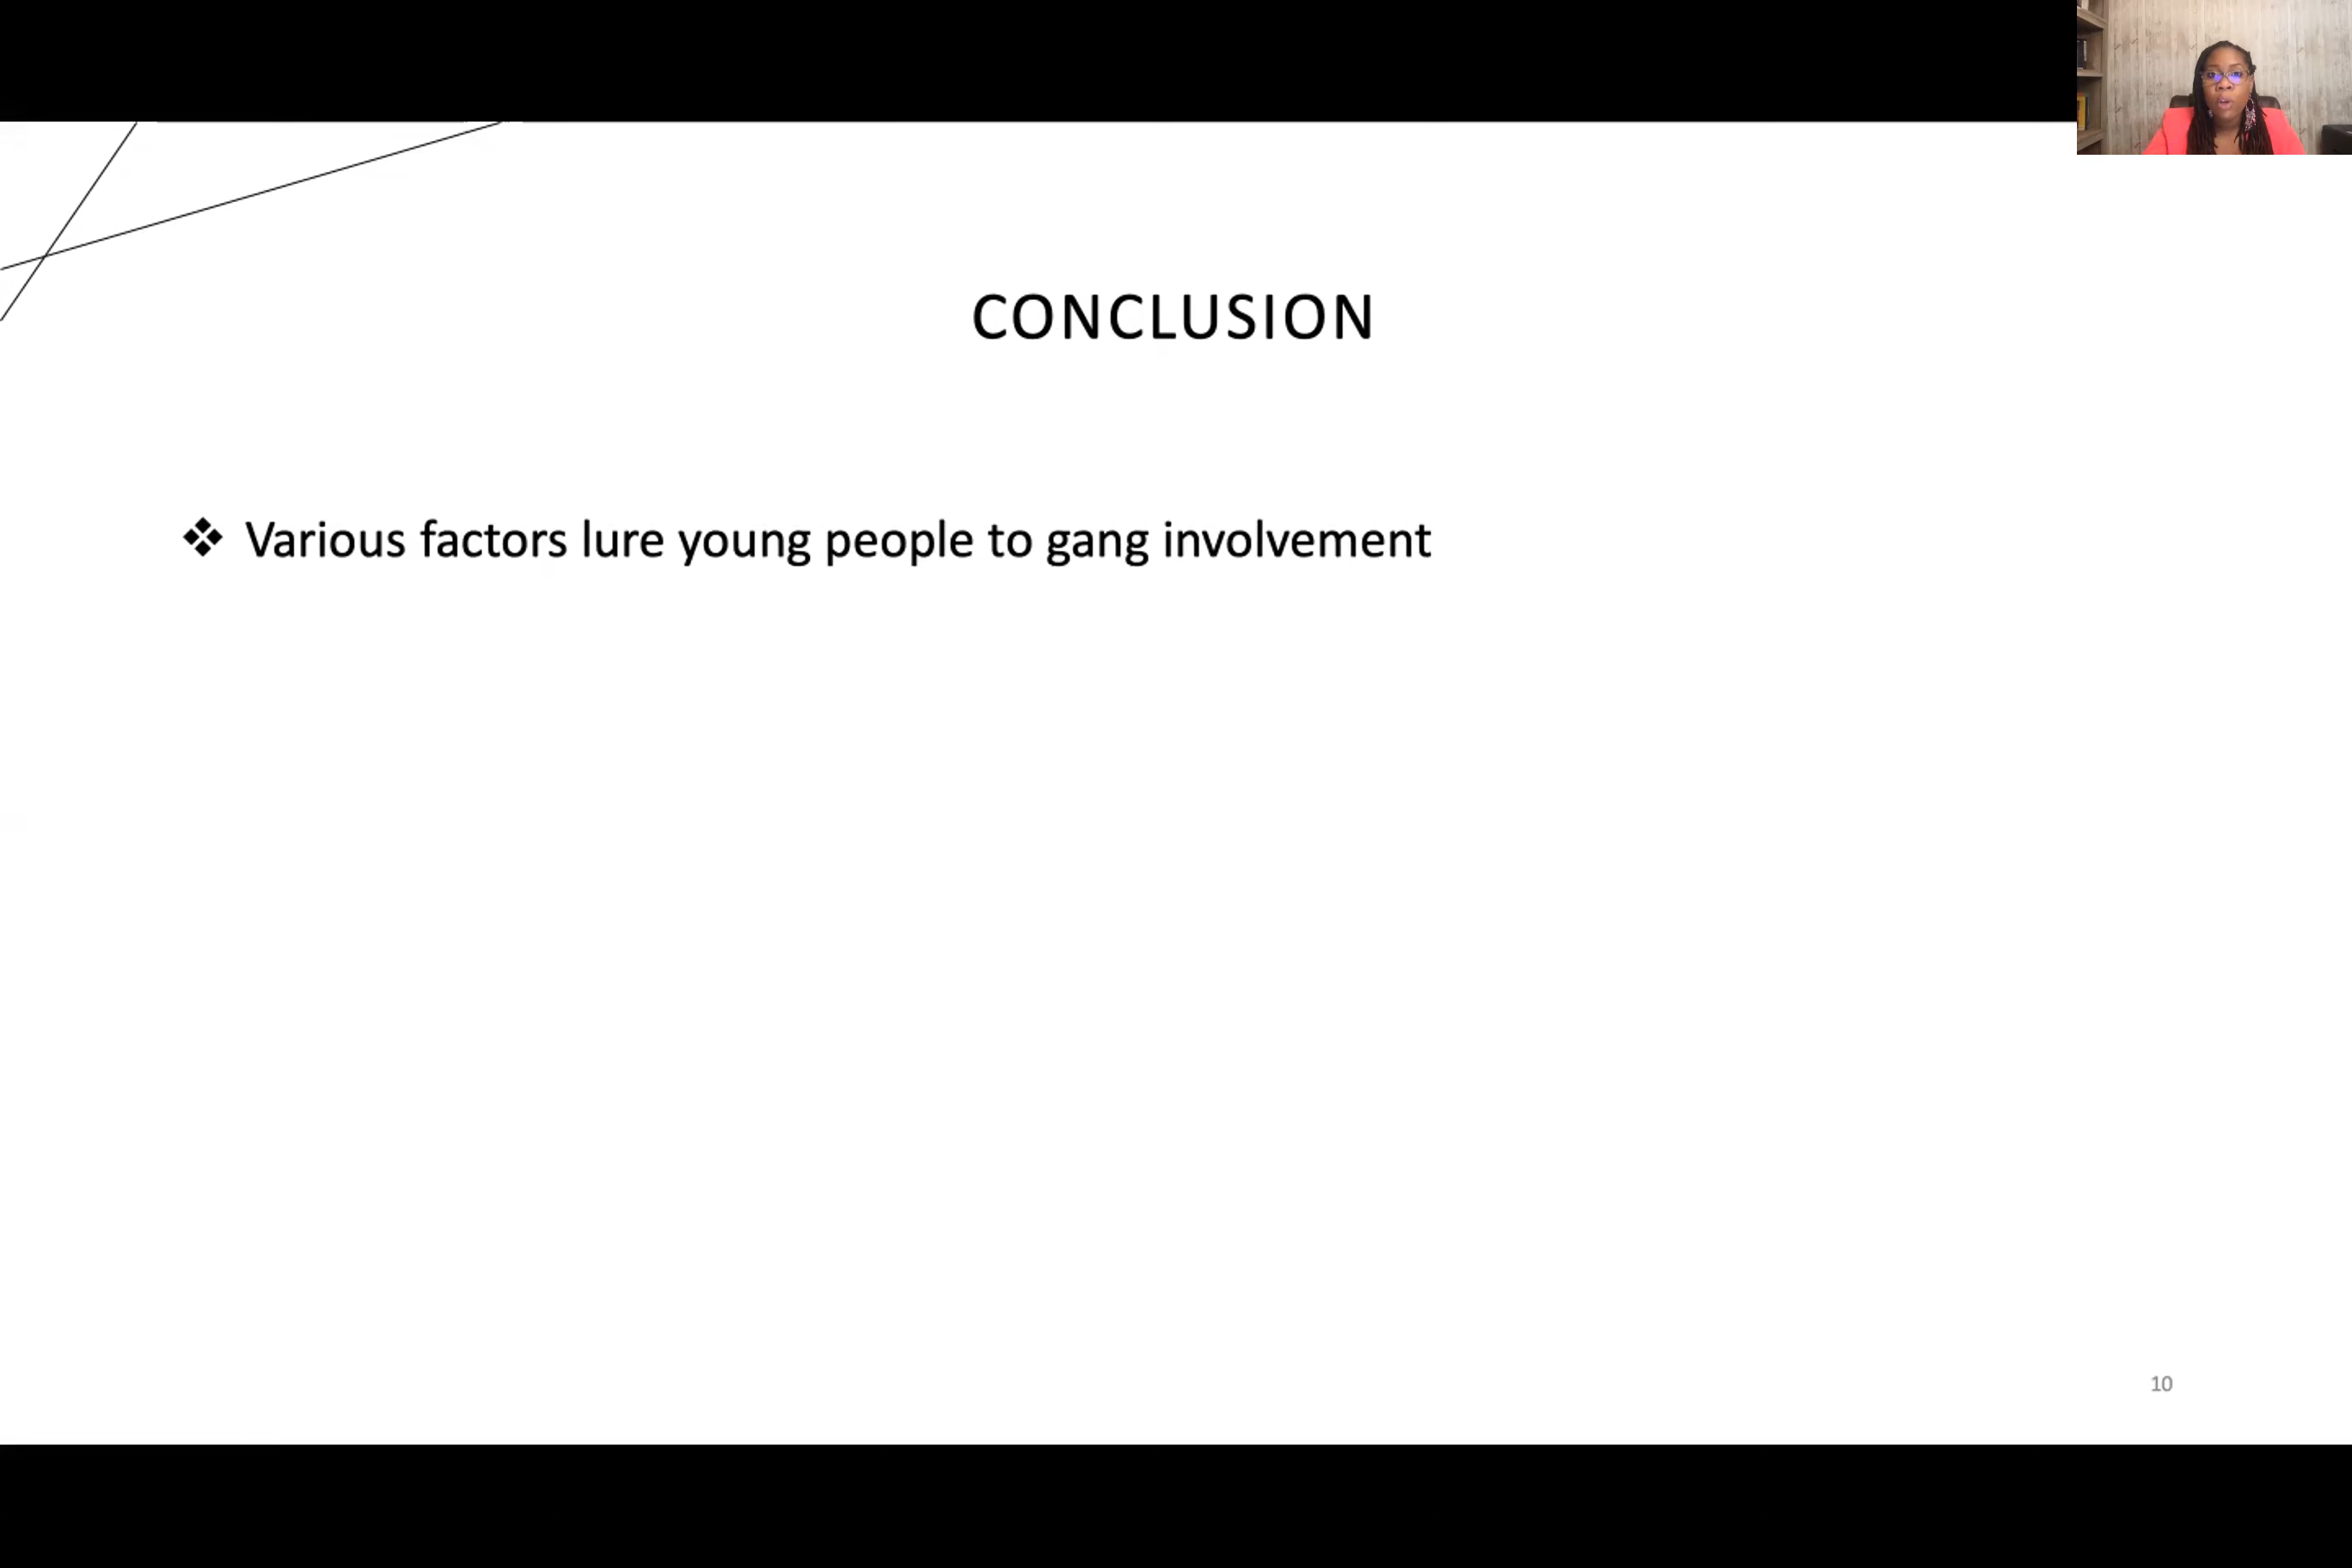 CONCLUSION
❖ Various factors lure young people to gang involvement
10